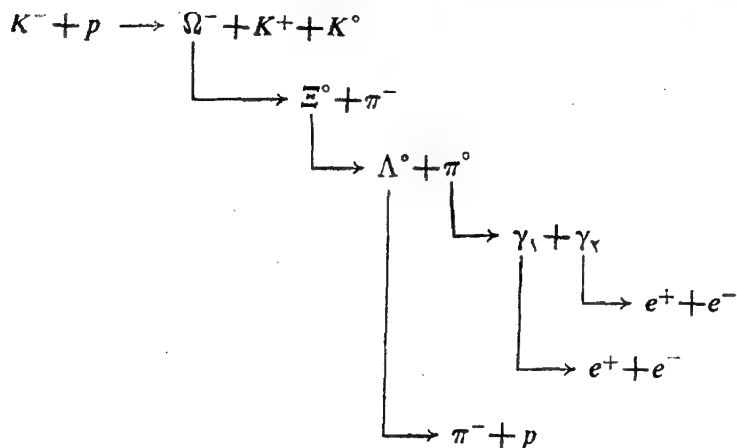 K⁻ + p ⟶ Ω⁻ + K⁺ + K°
Ξ° + π⁻
Λ° + π°
γ₁ + γ₂
e⁺ + e⁻
e⁺ + e⁻
π⁻ + p